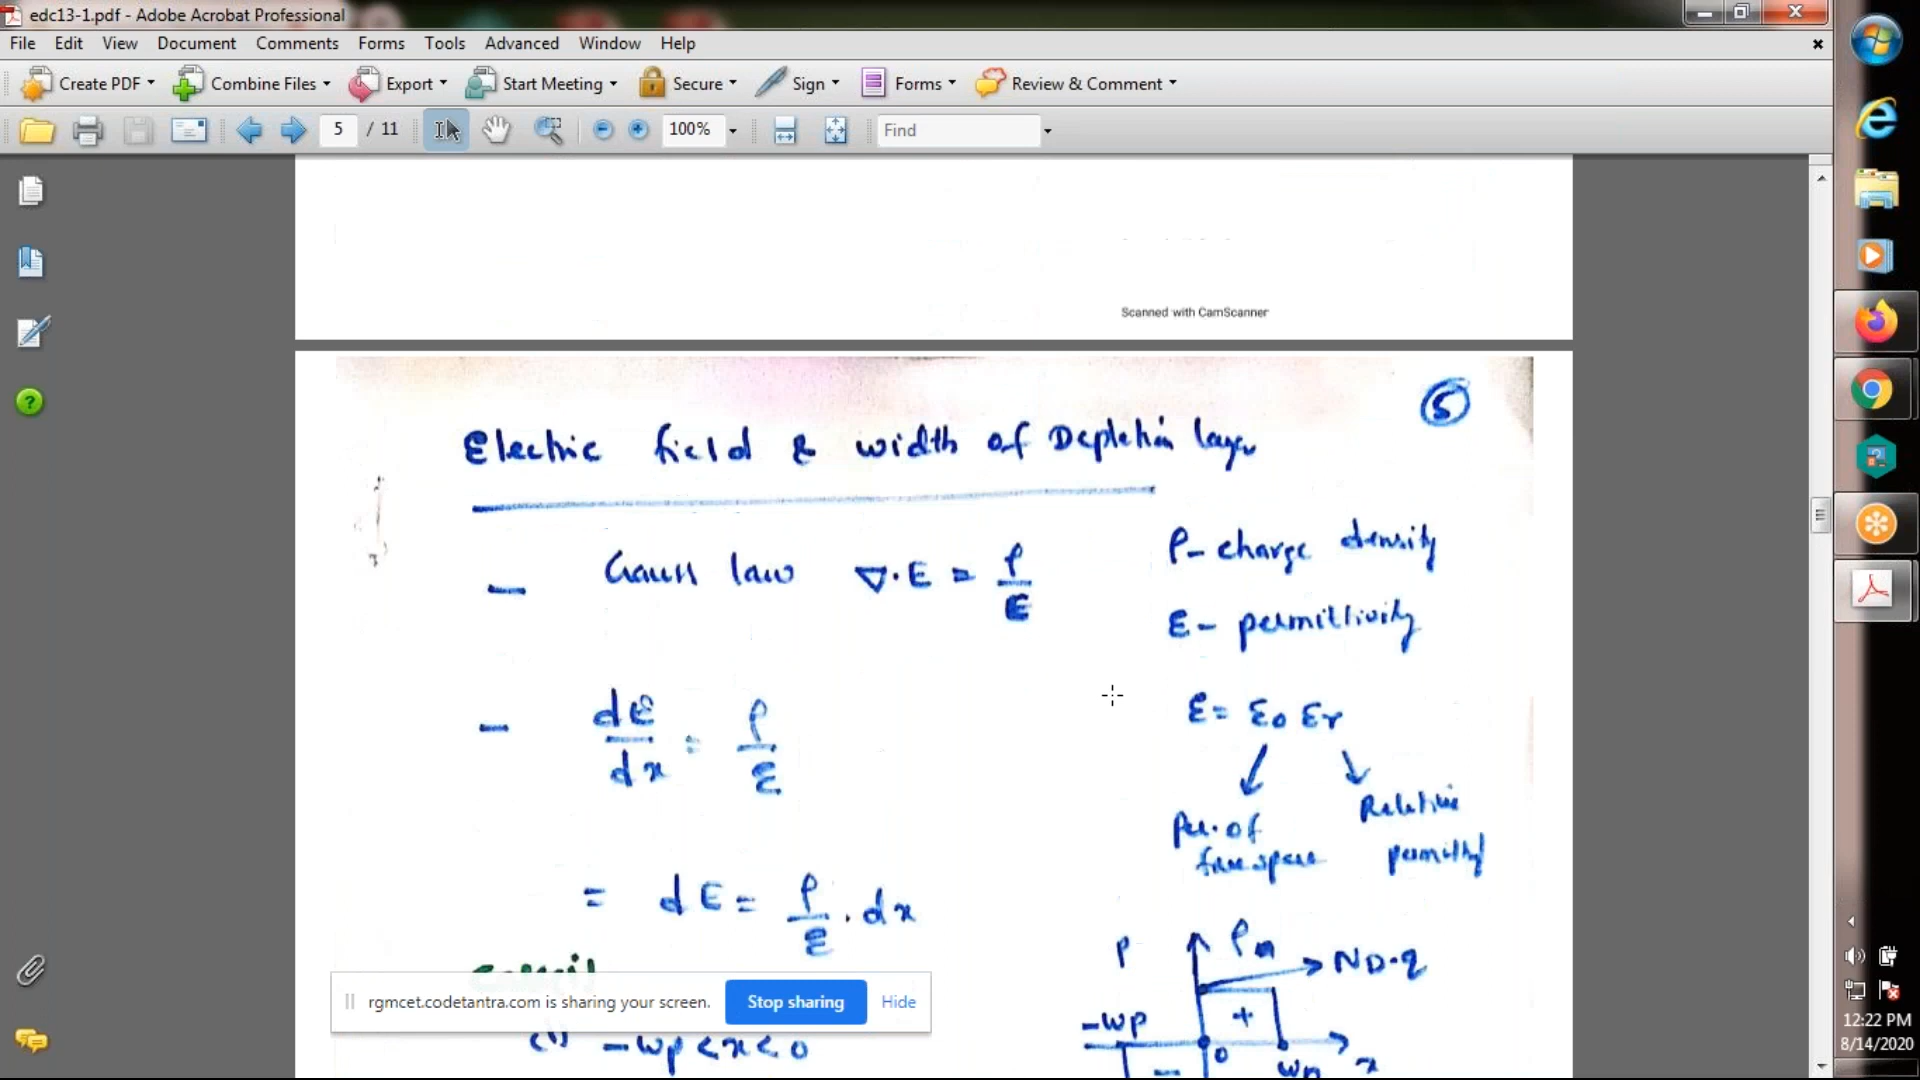 edc13-1.pdf - Adobe Acrobat Professional
File Edit View Document Comments Forms Tools Advanced Window Help
Create PDF Combine Files Export Start Meeting Secure Sign Forms Review & Comment
5 / 11 100% Find
Scanned with CamScanner
5
Electric field & width of Depletion layer
- Gauss law ∇·E = ρ/ε
ρ - charge density
ε - permittivity
- dE/dx = ρ/ε
ε = ε0 εr
Per. of free space
Relative permitty
= dE = ρ/ε . dx
ρ ρn ND.q
-wp + 0 wn x
-
(i) -wp < x < 0
rgmcet.codetantra.com is sharing your screen. Stop sharing Hide
12:22 PM
8/14/2020